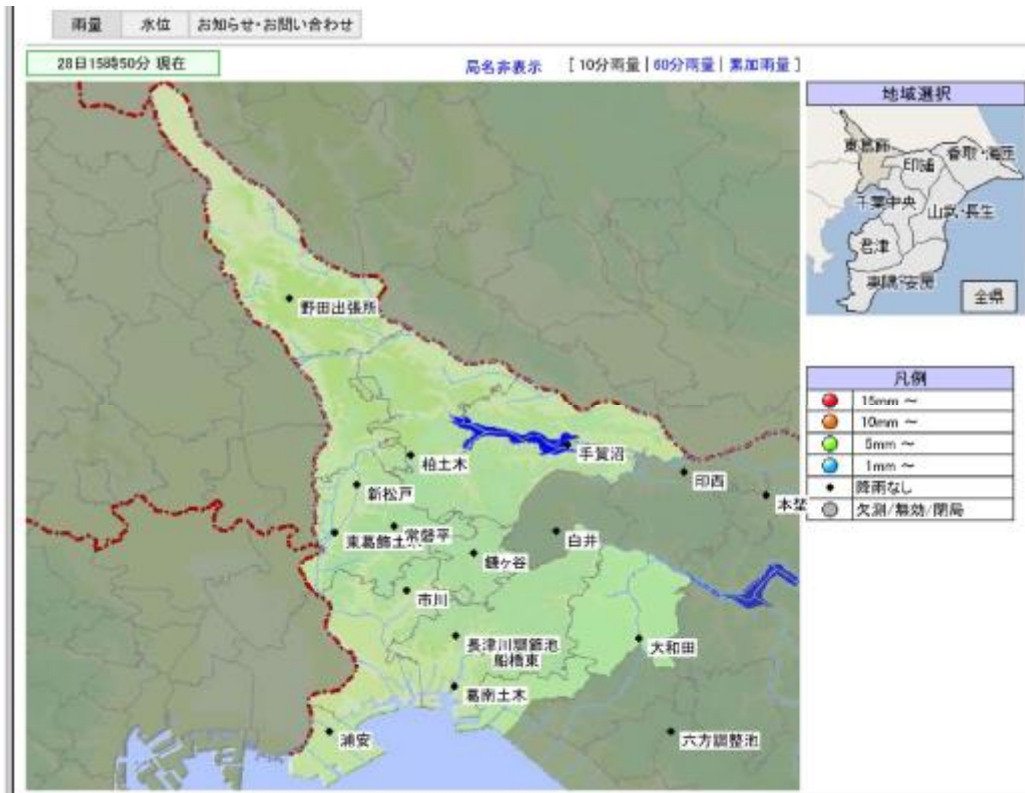 雨量 水位 お知らせ・お問い合わせ
28日15時50分 現在
局名非表示 [ 10分雨量 | 60分雨量 | 累加雨量 ]
地域選択
東葛飾
印旛
香取・海匝
千葉中央
山武・長生
君津
夷隅・安房
全県
凡例
15mm ～
10mm ～
5mm ～
1mm ～
降雨なし
欠測/無効/閉局
野田出張所
手賀沼
柏土木
印西
新松戸
本埜
常磐平
東葛飾土木
白井
鎌ヶ谷
市川
長津川調節池
船橋東
大和田
葛南土木
浦安
六方調整池